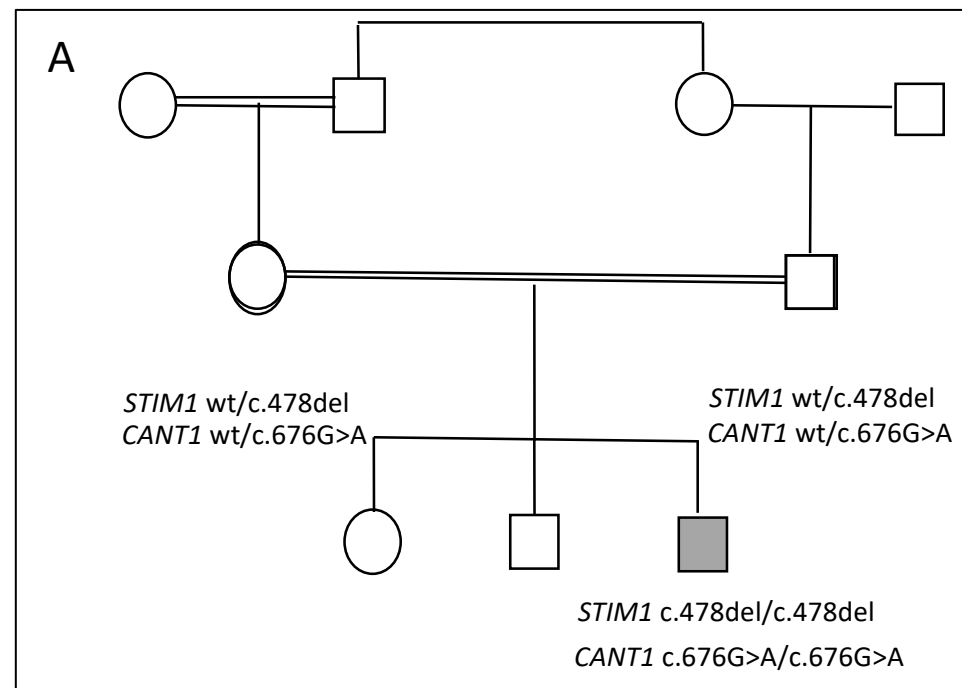 A
STIM1 wt/c.478del
CANT1 wt/c.676G>A
STIM1 wt/c.478del
CANT1 wt/c.676G>A
STIM1 c.478del/c.478del
CANT1 c.676G>A/c.676G>A